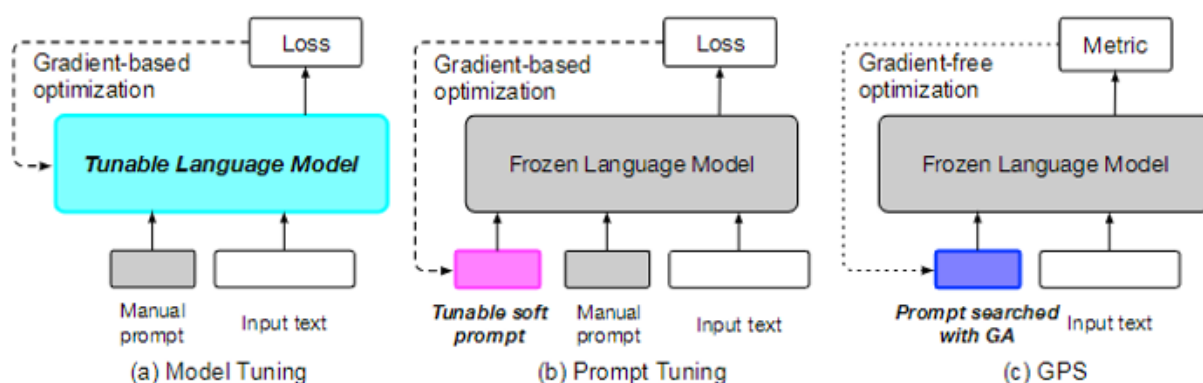 Loss
Gradient-based
optimization
Tunable Language Model
Manual
prompt
Input text
(a) Model Tuning
Loss
Gradient-based
optimization
Frozen Language Model
Tunable soft
prompt
Manual
prompt
Input text
(b) Prompt Tuning
Metric
Gradient-free
optimization
Frozen Language Model
Prompt searched
with GA
Input text
(c) GPS